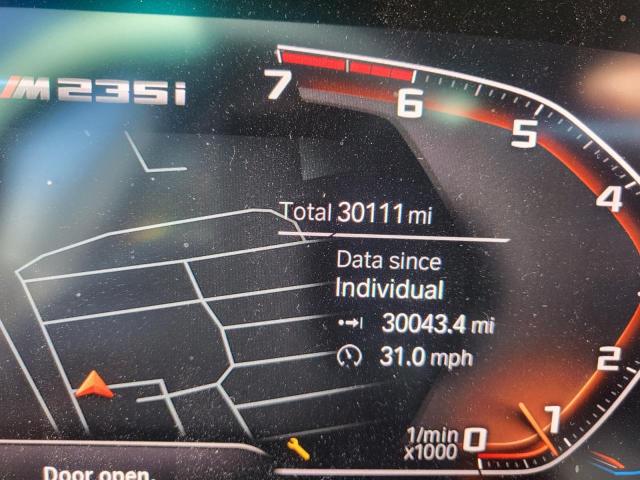 M235i
7
6
5
4
2
1
0
Total 30111 mi
Data since
Individual
30043.4 mi
31.0 mph
1/min
x1000
Door open.